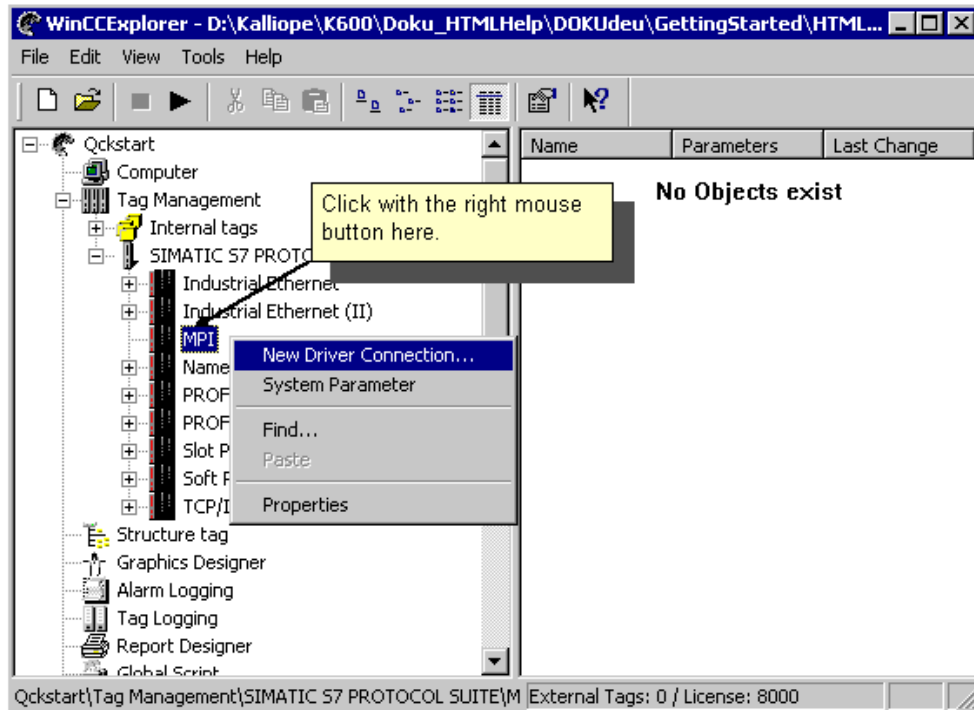 WinCCExplorer - D:\Kalliope\K600\Doku_HTMLHelp\DOKUdeu\GettingStarted\HTML...
File Edit View Tools Help
Qckstart
Name Parameters Last Change
Computer
No Objects exist
Tag Management
Click with the right mouse
button here.
Internal tags
SIMATIC S7 PROTO
Industrial Ethernet
Industrial Ethernet (II)
MPI
New Driver Connection...
Name
System Parameter
PROF
PROF
Find...
Slot P
Paste
Soft P
Properties
TCP/I
Structure tag
Graphics Designer
Alarm Logging
Tag Logging
Report Designer
Global Script
Qckstart\Tag Management\SIMATIC S7 PROTOCOL SUITE\M External Tags: 0 / License: 8000